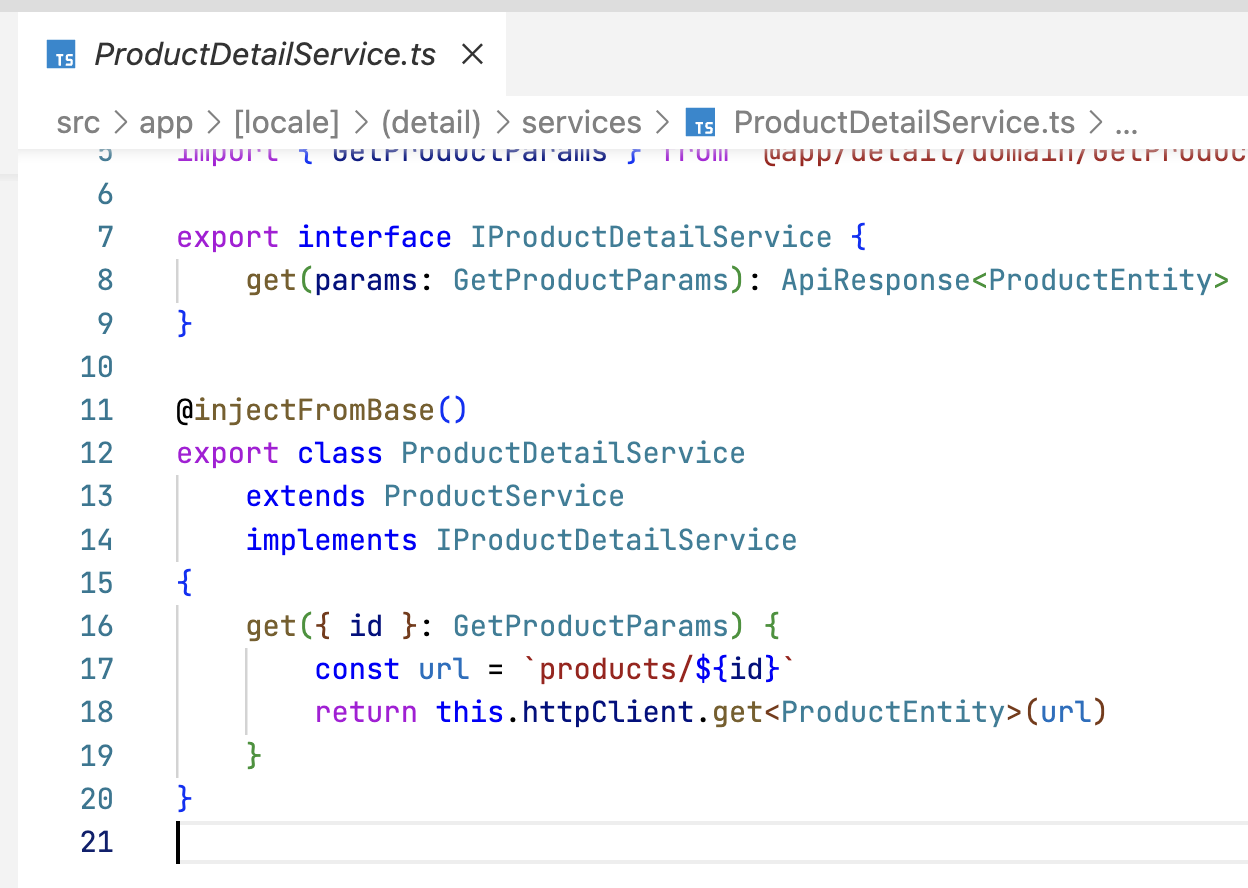 TS ProductDetailService.ts ×
src > app > [locale] > (detail) > services > TS ProductDetailService.ts > ...
5 import { GetProductParams } from "@app/detail/domain/GetProduc
6
7 export interface IProductDetailService {
8 get(params: GetProductParams): ApiResponse<ProductEntity>
9 }
10
11 @injectFromBase()
12 export class ProductDetailService
13 extends ProductService
14 implements IProductDetailService
15 {
16 get({ id }: GetProductParams) {
17 const url = `products/${id}`
18 return this.httpClient.get<ProductEntity>(url)
19 }
20 }
21